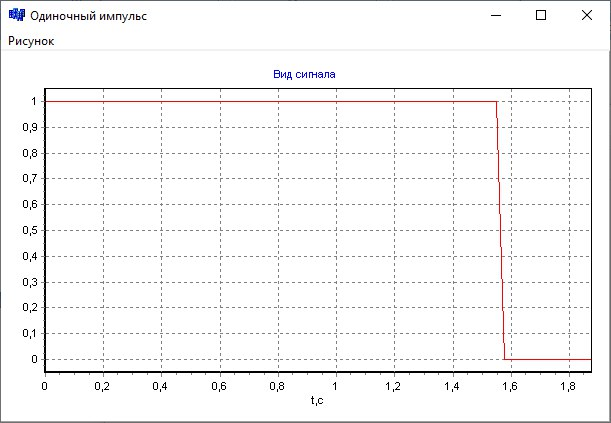 Одиночный импульс
Рисунок
Вид сигнала
1
0,9
0,8
0,7
0,6
0,5
0,4
0,3
0,2
0,1
0
0 0,2 0,4 0,6 0,8 1 1,2 1,4 1,6 1,8
t,c